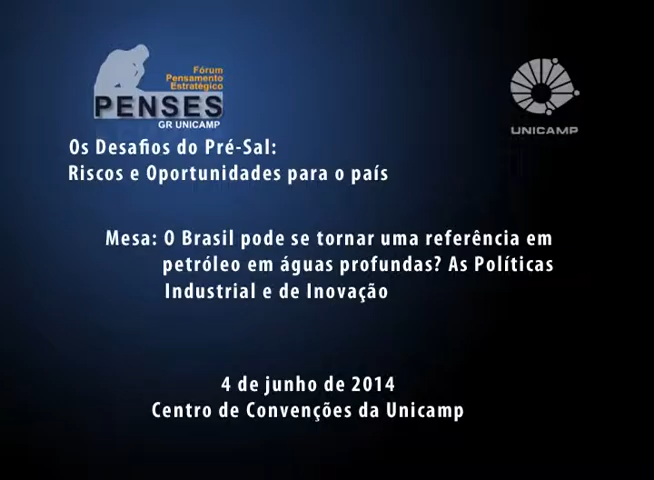 Fórum
Pensamento
Estratégico
PENSES
GR UNICAMP
UNICAMP
Os Desafios do Pré-Sal:
Riscos e Oportunidades para o país
Mesa: O Brasil pode se tornar uma referência em
petróleo em águas profundas? As Políticas
Industrial e de Inovação
4 de junho de 2014
Centro de Convenções da Unicamp